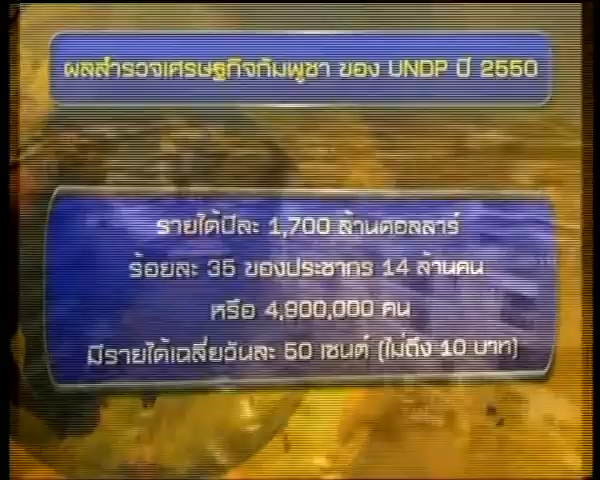 ผลสำรวจเศรษฐกิจกัมพูชา ของ UNDP ปี 2550
รายได้ปีละ 1,700 ล้านดอลลาร์
ร้อยละ 35 ของประชากร 14 ล้านคน
หรือ 4,900,000 คน
มีรายได้เฉลี่ยวันละ 50 เซนต์ (ไม่ถึง 10 บาท)